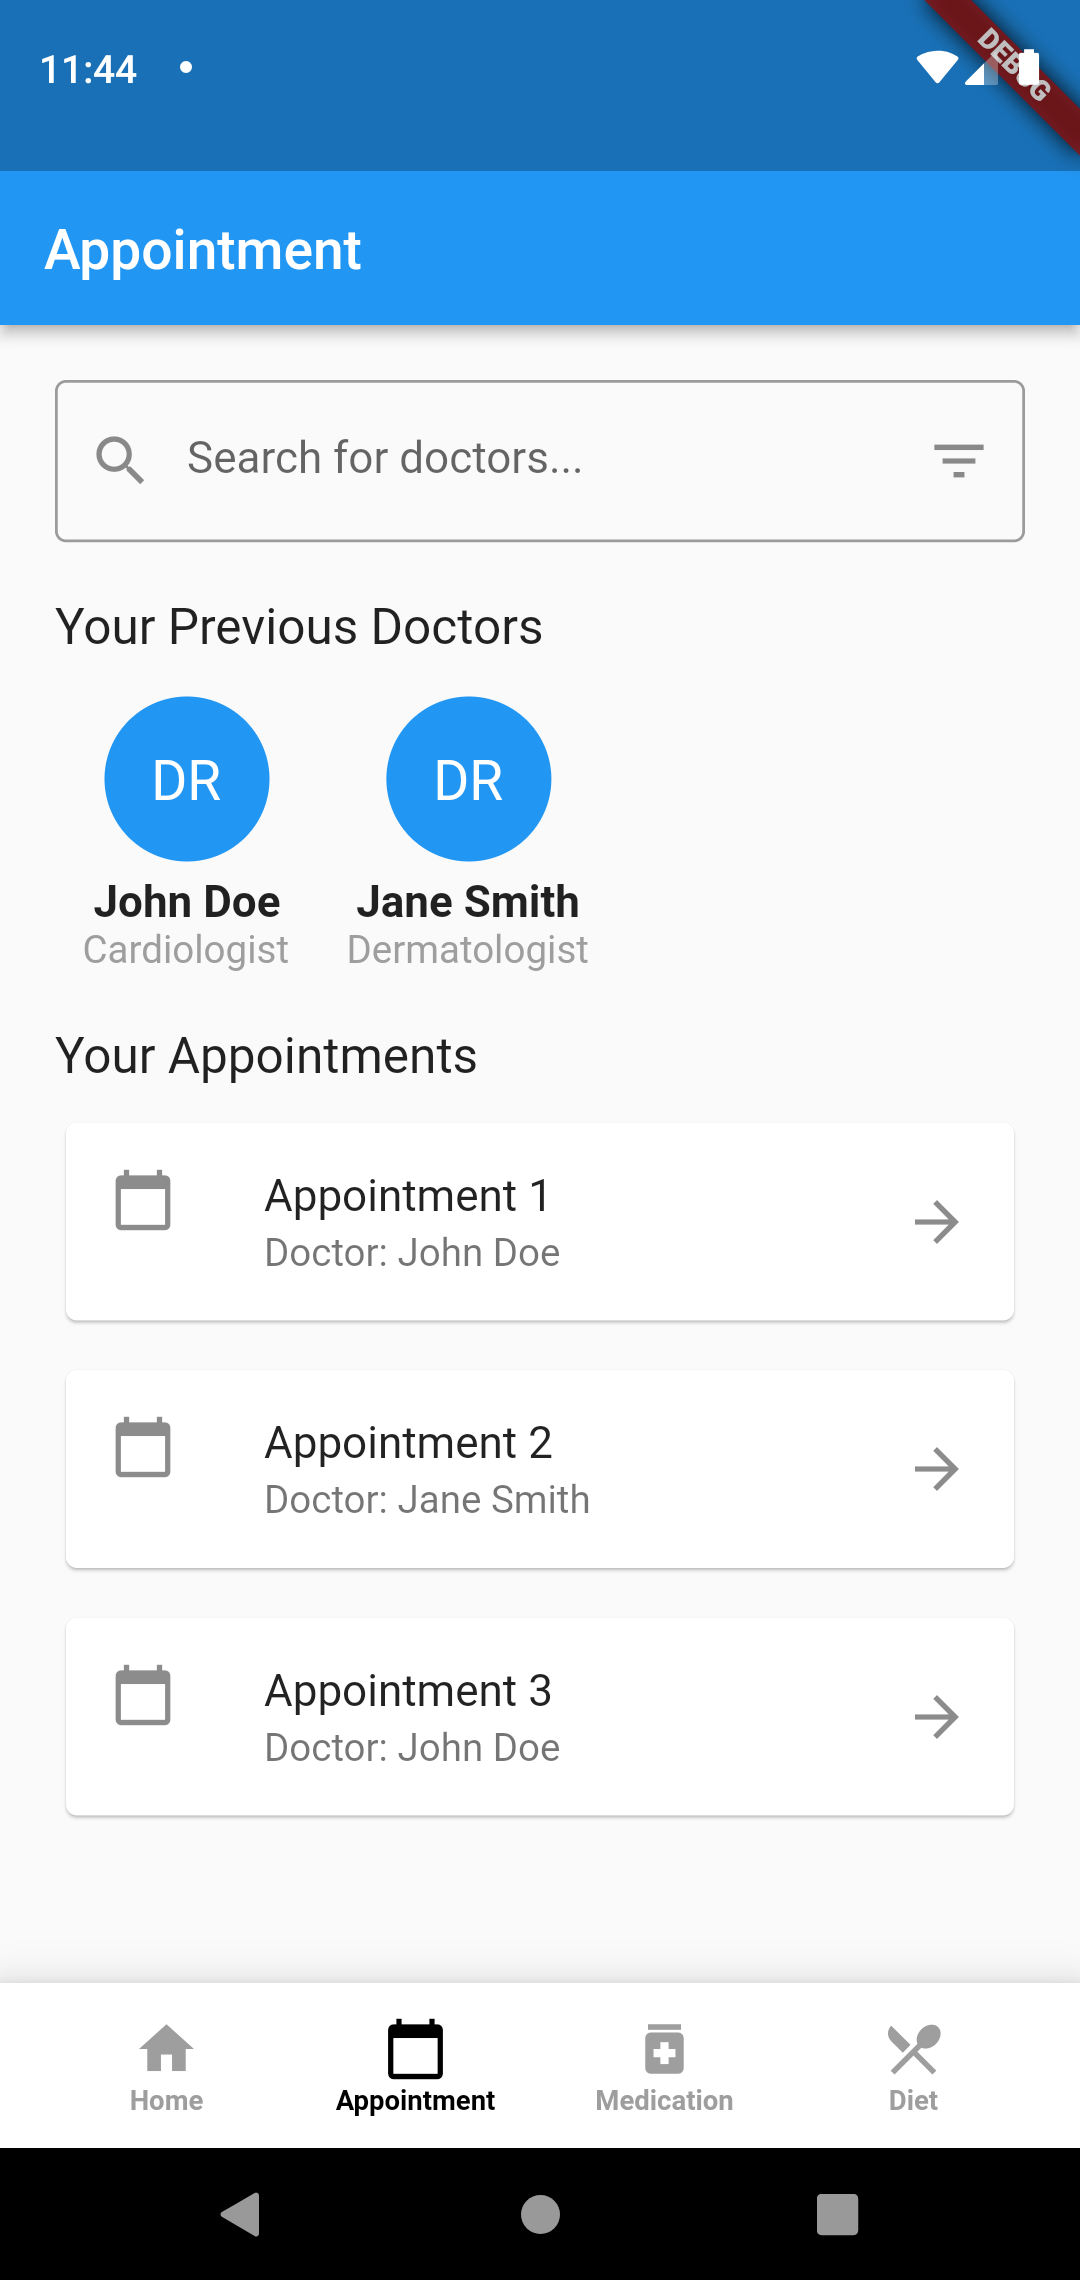 11:44
DEBUG
Appointment
Search for doctors...
Your Previous Doctors
DR DR
John Doe Jane Smith
Cardiologist Dermatologist
Your Appointments
Appointment 1
Doctor: John Doe
Appointment 2
Doctor: Jane Smith
Appointment 3
Doctor: John Doe
Home Appointment Medication Diet